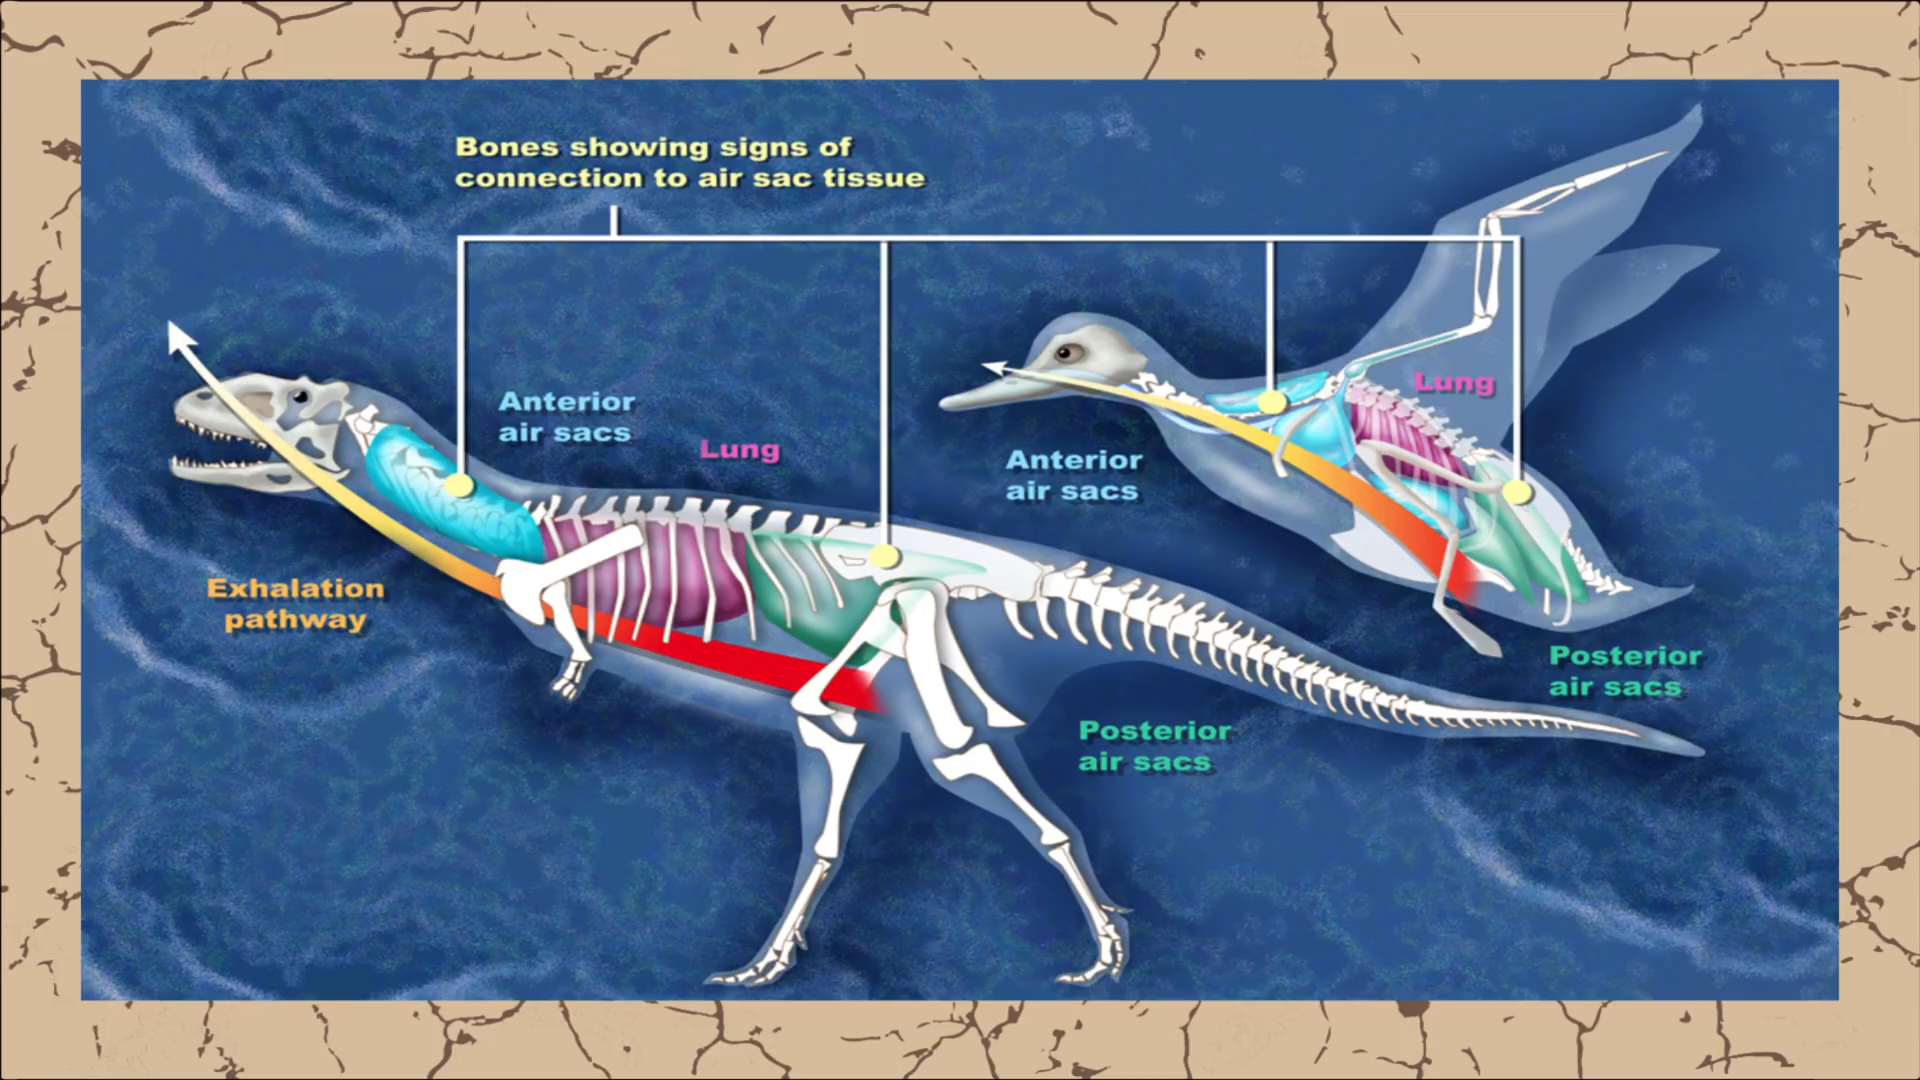 Bones showing signs of
connection to air sac tissue
Anterior
air sacs
Lung
Exhalation
pathway
Posterior
air sacs
Lung
Anterior
air sacs
Posterior
air sacs